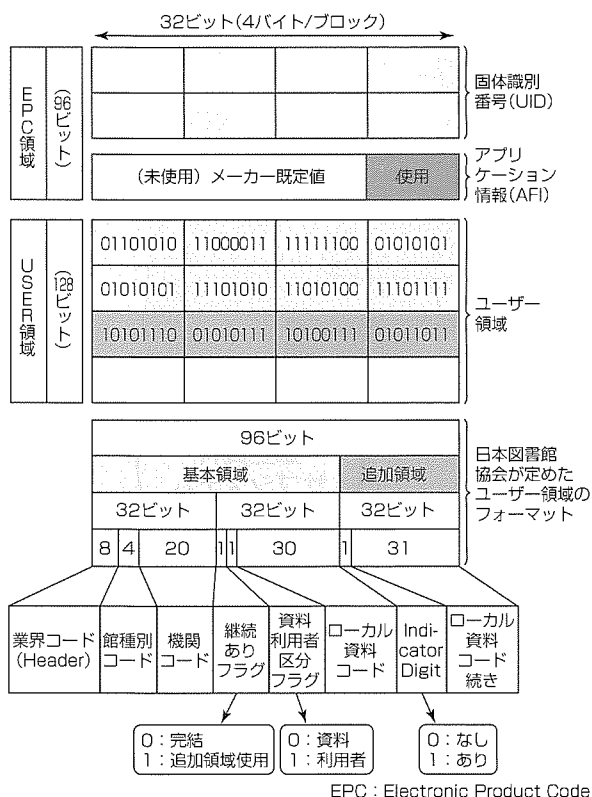 32ビット(4バイト/ブロック)
EPC領域
(96ビット)
固体識別
番号(UID)
(未使用)メーカー既定値
使用
アプリ
ケーション
情報(AFI)
USER領域
(128ビット)
01101010 11000011 11111100 01010101
01010101 11101010 11010100 11101111
10101110 01010111 10100111 01011011
ユーザー
領域
96ビット
基本領域 追加領域
32ビット 32ビット 32ビット
8 4 20 1 1 30 1 31
日本図書館
協会が定めた
ユーザー領域の
フォーマット
業界コード
(Header)
館種別
コード
機関
コード
継続
あり
フラグ
資料
利用者
区分
フラグ
ローカル
資料
コード
Indi-
cator
Digit
ローカル
資料
コード
続き
0:完結
1:追加領域使用
0:資料
1:利用者
0:なし
1:あり
EPC:Electronic Product Code